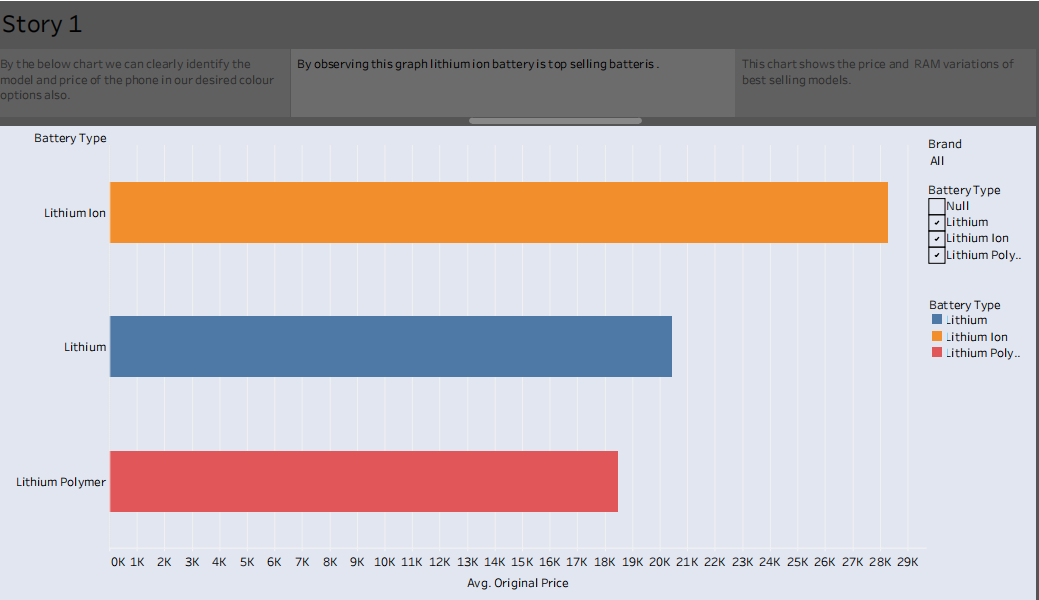 Story 1
By the below chart we can clearly identify the
model and price of the phone in our desired colour
options also.
By observing this graph lithium ion battery is top selling batteris .
This chart shows the price and RAM variations of
best selling models.
Battery Type
Lithium Ion
Lithium
Lithium Polymer
0K 1K 2K 3K 4K 5K 6K 7K 8K 9K 10K 11K 12K 13K 14K 15K 16K 17K 18K 19K 20K 21K 22K 23K 24K 25K 26K 27K 28K 29K
Avg. Original Price
Brand
All
Battery Type
Null
Lithium
Lithium Ion
Lithium Poly..
Battery Type
Lithium
Lithium Ion
Lithium Poly..